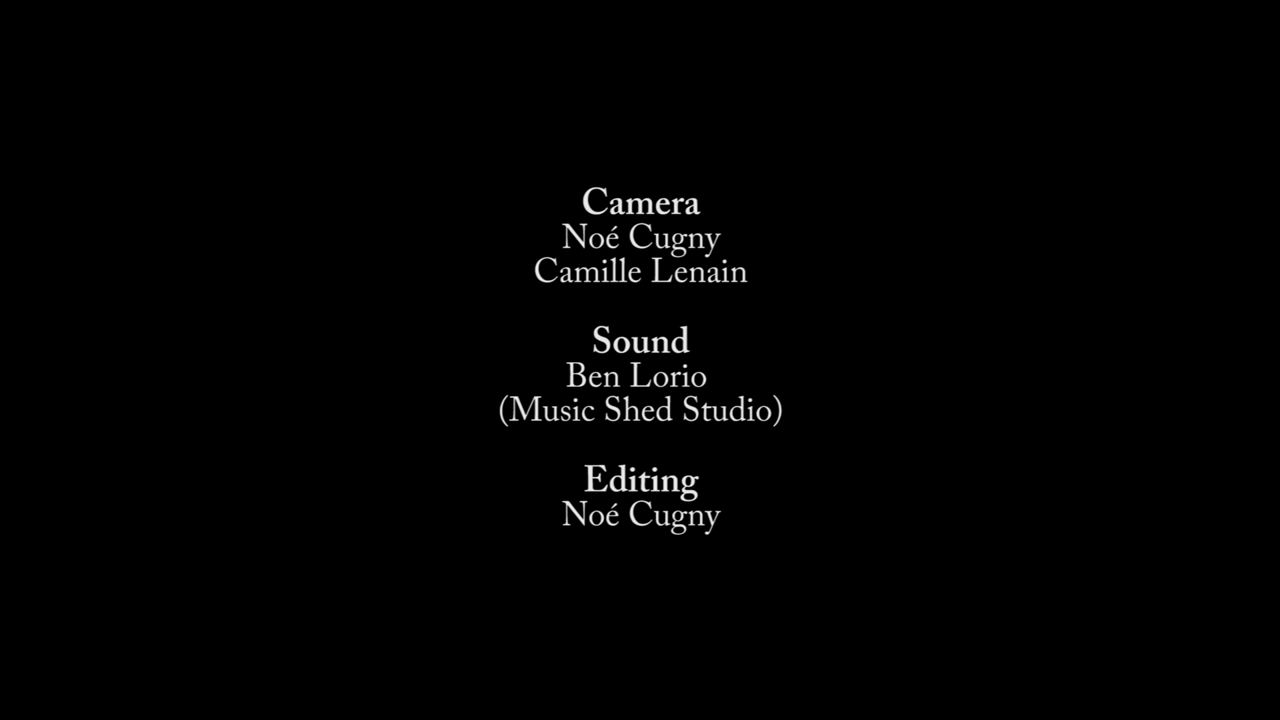 Camera
Noé Cugny
Camille Lenain
Sound
Ben Lorio
(Music Shed Studio)
Editing
Noé Cugny